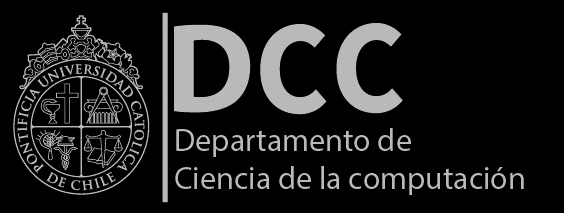 PONTIFICIA UNIVERSIDAD CATOLICA
DE CHILE
DCC
Departamento de
Ciencia de la computación